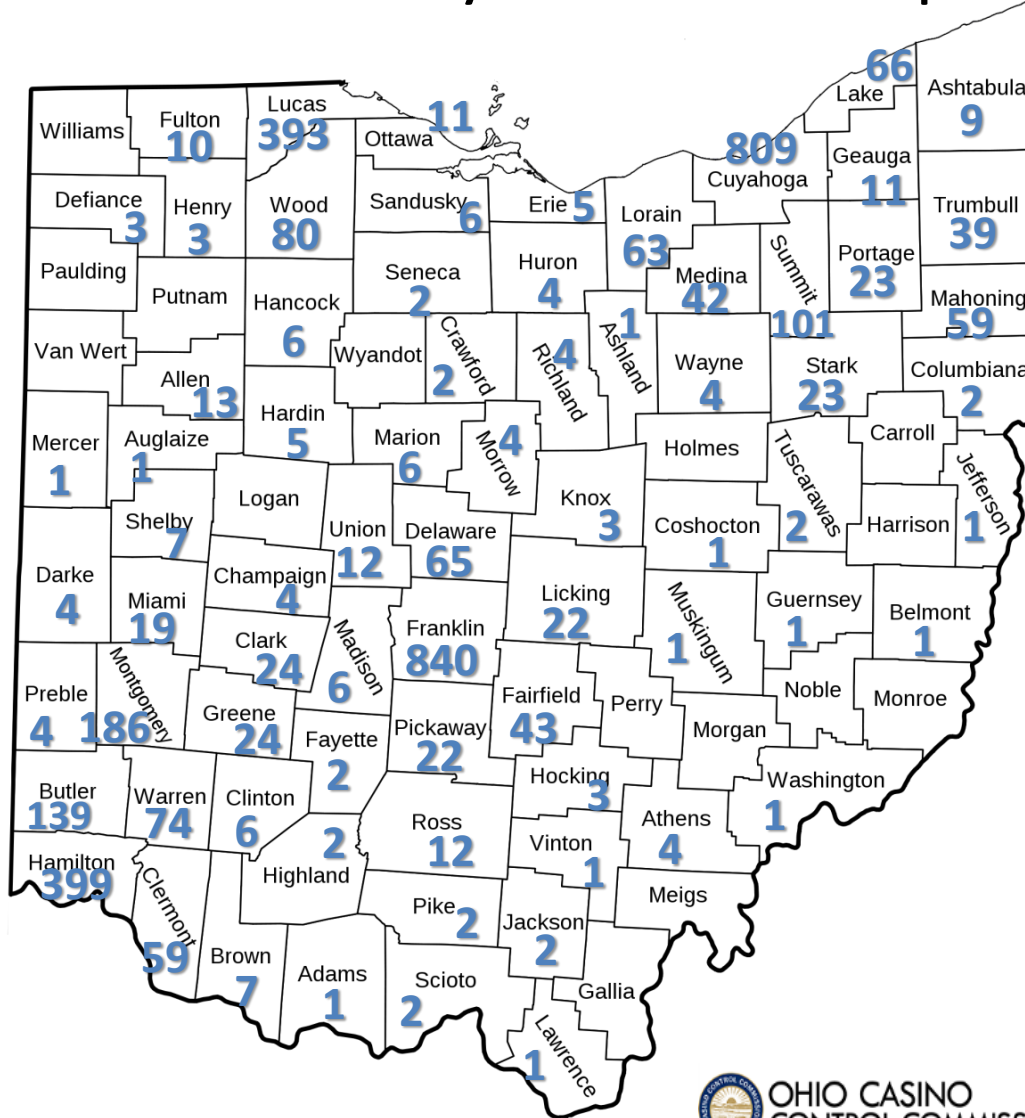 66
Lake
Ashtabula
9
Williams
Fulton
10
Lucas
393
Ottawa
11
809
Cuyahoga
Geauga
11
Defiance
3
Henry
3
Wood
80
Sandusky
6
Erie 5
Lorain
63
Trumbull
39
Paulding
Putnam
Hancock
6
Seneca
2
Huron
4
Medina
42
Summit
101
Portage
23
Mahoning
59
Van Wert
Allen
13
Wyandot
Crawford
2
Richland
4
Ashland
1
Wayne
4
Stark
23
Columbiana
2
Mercer
1
Auglaize
1
Hardin
5
Marion
6
Morrow
4
Holmes
Tuscarawas
2
Carroll
Jefferson
1
Shelby
7
Logan
Union
12
Delaware
65
Knox
3
Coshocton
1
Harrison
Darke
4
Miami
19
Champaign
4
Clark
24
Madison
6
Franklin
840
Licking
22
Muskingum
1
Guernsey
1
Belmont
1
Preble
4
Montgomery
186
Greene
24
Fayette
2
Pickaway
22
Fairfield
43
Perry
Morgan
Noble
Monroe
Butler
139
Warren
74
Clinton
6
Highland
2
Ross
12
Hocking
3
Vinton
1
Athens
4
Washington
1
Hamilton
399
Clermont
59
Brown
7
Adams
1
Pike
2
Scioto
2
Jackson
2
Meigs
Gallia
Lawrence
1
OHIO CASINO